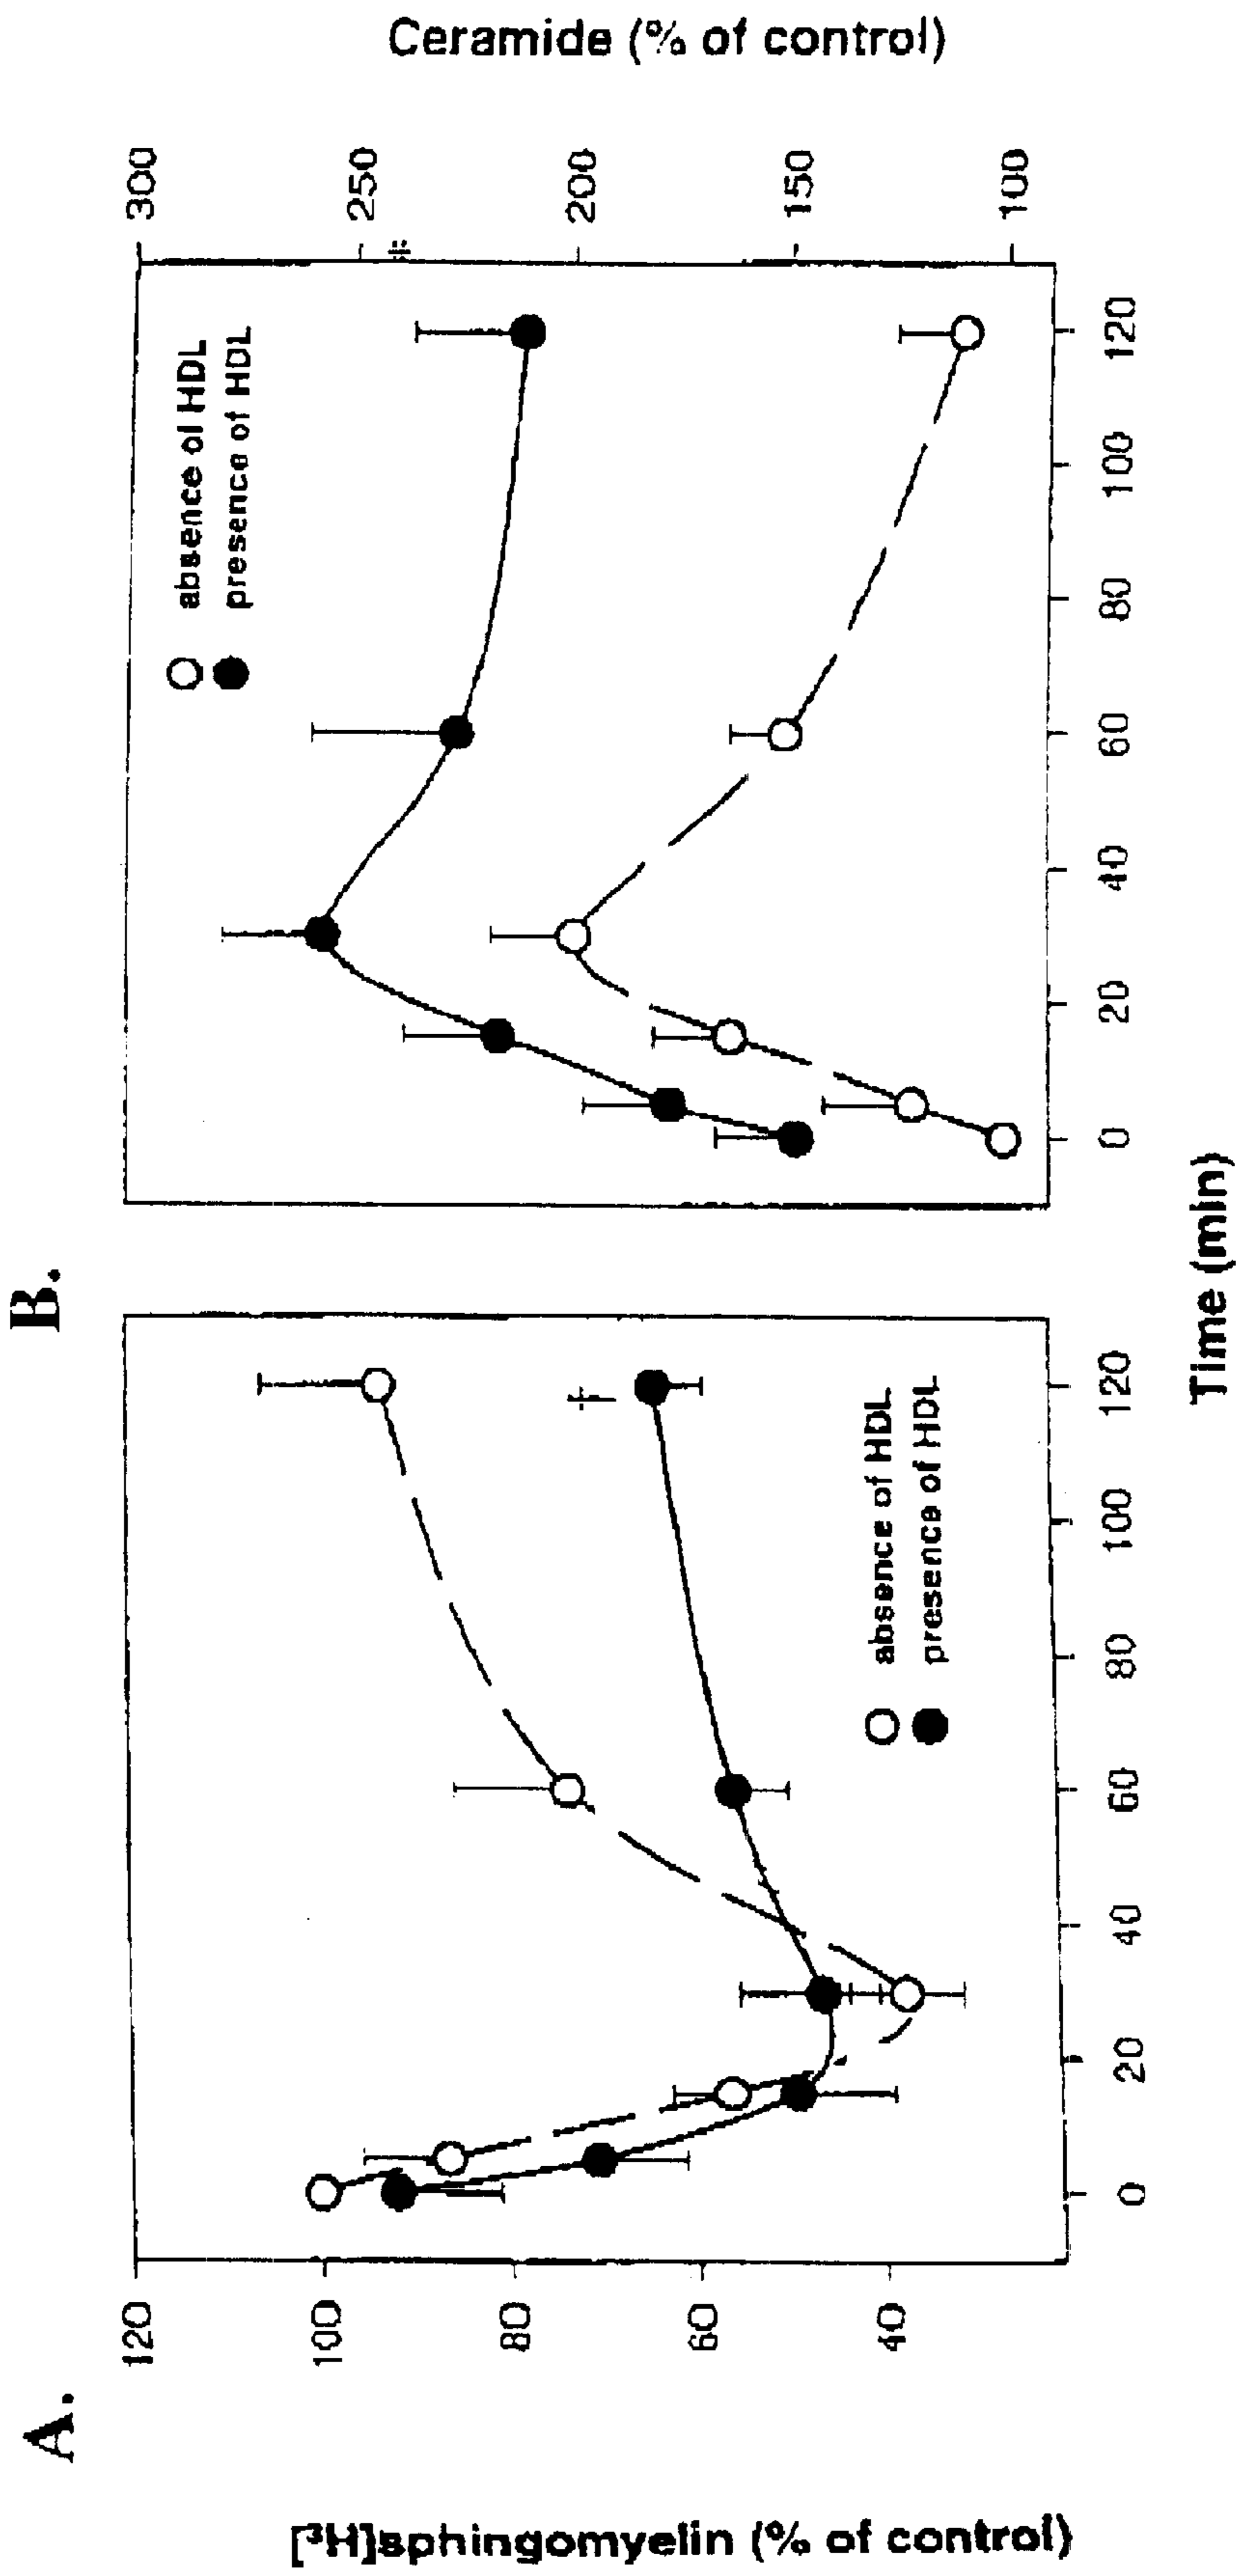 A.
B.
[³H]sphingomyelin (% of control)
120
100
80
60
40
absence of HDL
presence of HDL
†
0
20
40
60
80
100
120
absence of HDL
presence of HDL
‡
0
20
40
60
80
100
120
300
250
200
150
100
Ceramide (% of control)
Time (min)